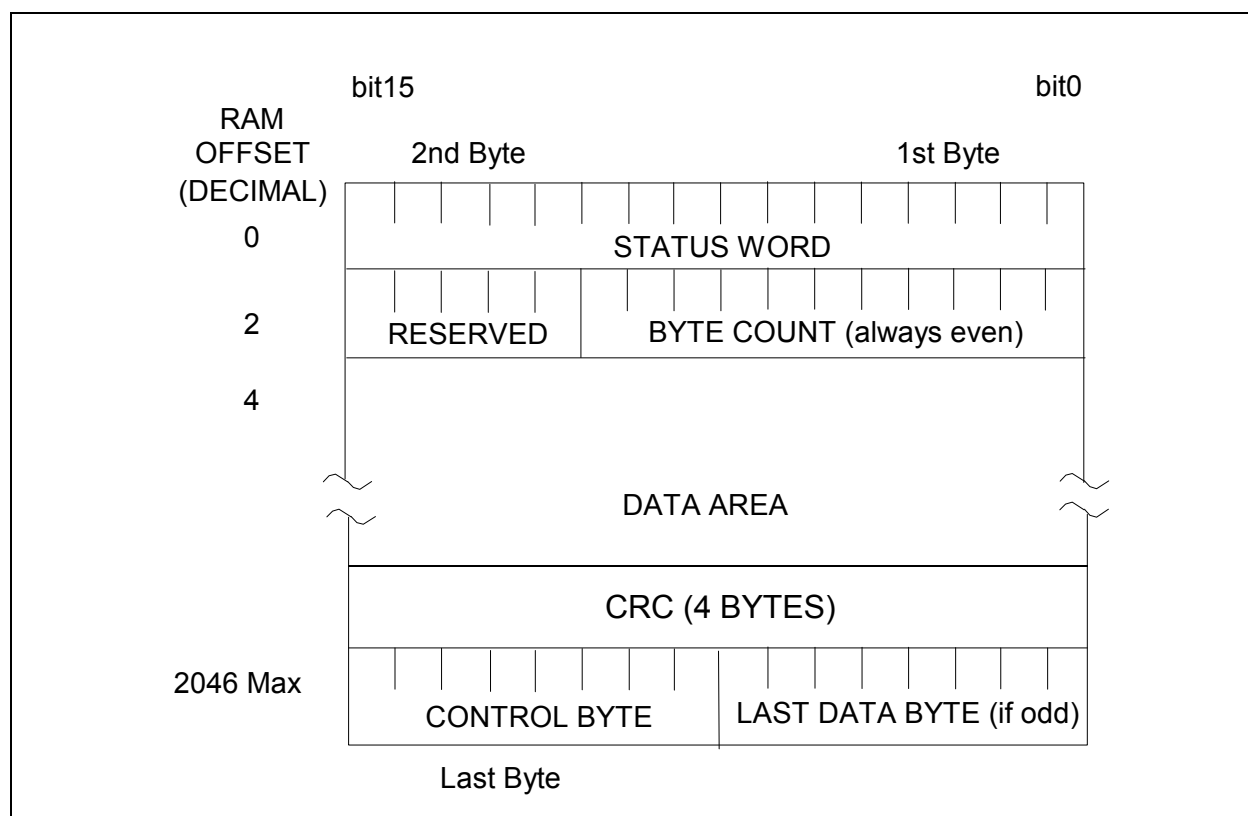 bit15 bit0
RAM
OFFSET
(DECIMAL)
2nd Byte 1st Byte
0
STATUS WORD
2
RESERVED BYTE COUNT (always even)
4
DATA AREA
CRC (4 BYTES)
2046 Max
CONTROL BYTE LAST DATA BYTE (if odd)
Last Byte